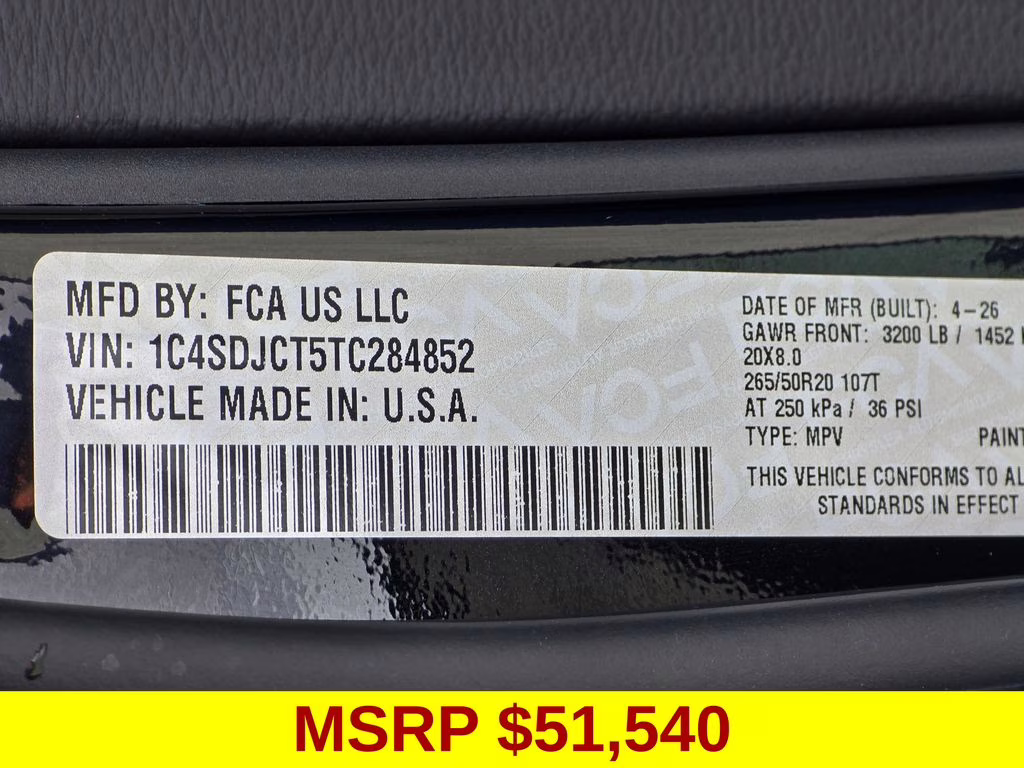 MFD BY: FCA US LLC
VIN: 1C4SDJCT5TC284852
VEHICLE MADE IN: U.S.A.
DATE OF MFR (BUILT): 4-26
GAWR FRONT: 3200 LB / 1452
20X8.0
265/50R20 107T
AT 250 kPa / 36 PSI
TYPE: MPV PAINT
THIS VEHICLE CONFORMS TO AL
STANDARDS IN EFFECT
MSRP $51,540